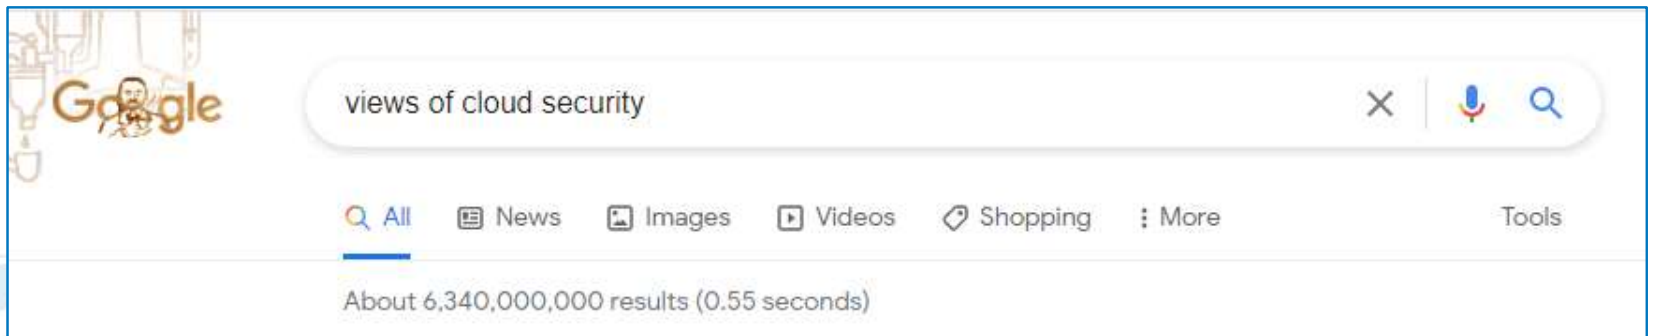 Google
views of cloud security
All News Images Videos Shopping More Tools
About 6,340,000,000 results (0.55 seconds)